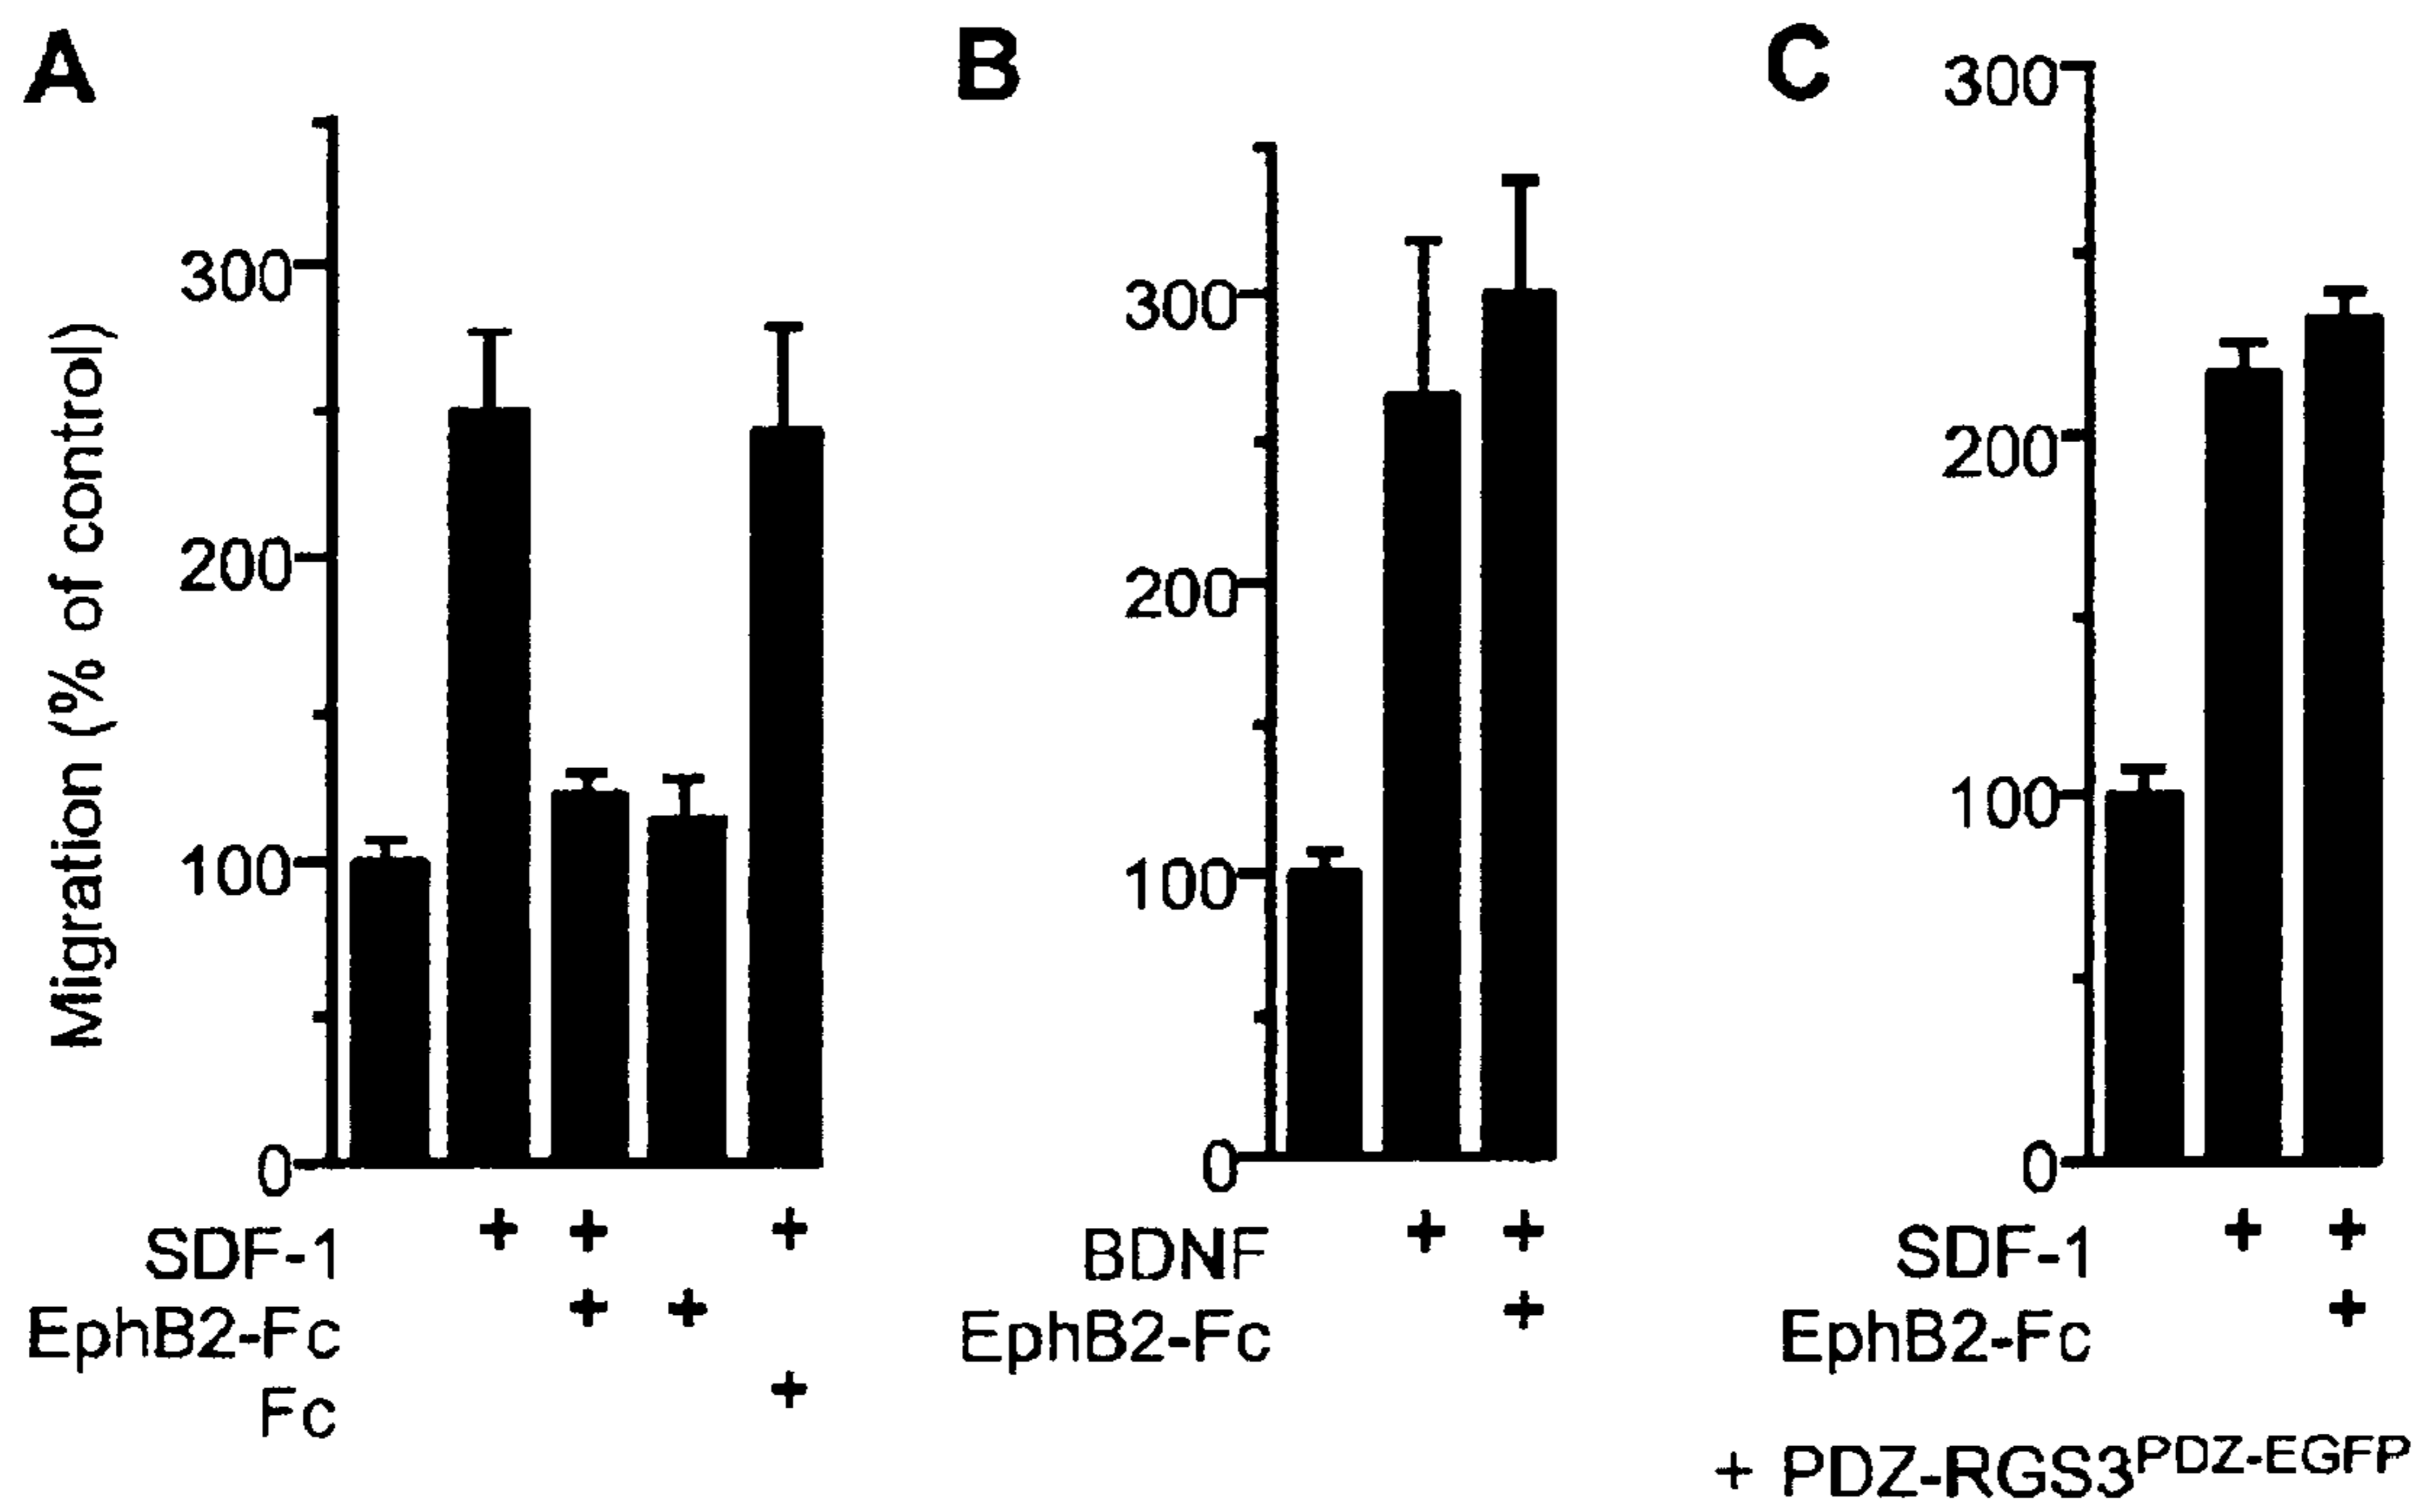 A
B
C
Migration (% of control)
300
200
100
0
SDF-1 + + +
EphB2-Fc + +
Fc +
300
200
100
0
BDNF + +
EphB2-Fc +
300
200
100
0
SDF-1 + +
EphB2-Fc +
+ PDZ-RGS3PDZ-EGFP